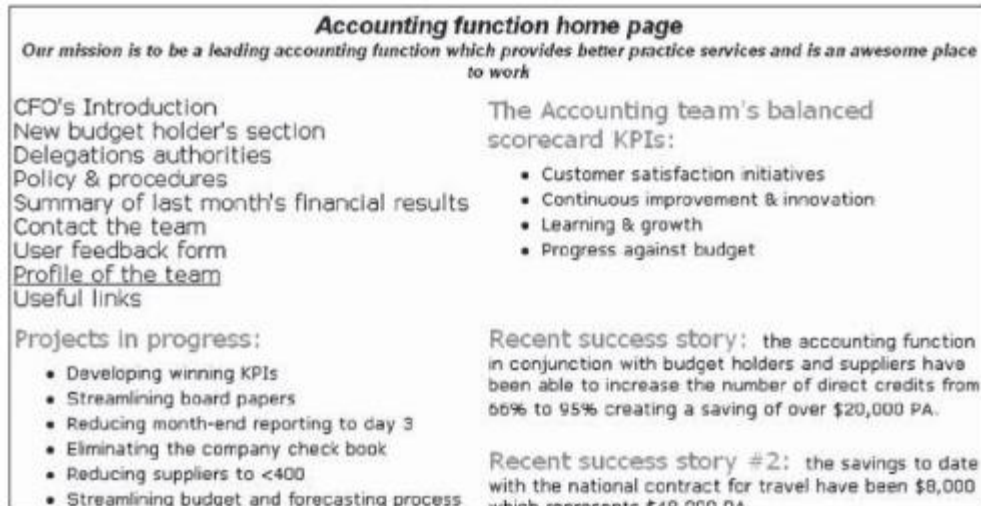 Accounting function home page
Our mission is to be a leading accounting function which provides better practice services and is an awesome place
to work
CFO's Introduction
New budget holder's section
Delegations authorities
Policy & procedures
Summary of last month's financial results
Contact the team
User feedback form
Profile of the team
Useful links
The Accounting team's balanced
scorecard KPIs:
• Customer satisfaction initiatives
• Continuous improvement & innovation
• Learning & growth
• Progress against budget
Projects in progress:
• Developing winning KPIs
• Streamlining board papers
• Reducing month-end reporting to day 3
• Eliminating the company check book
• Reducing suppliers to <400
• Streamlining budget and forecasting process
Recent success story: the accounting function
in conjunction with budget holders and suppliers have
been able to increase the number of direct credits from
66% to 95% creating a saving of over $20,000 PA.
Recent success story #2: the savings to date
with the national contract for travel have been $8,000
which represents $48,000 PA